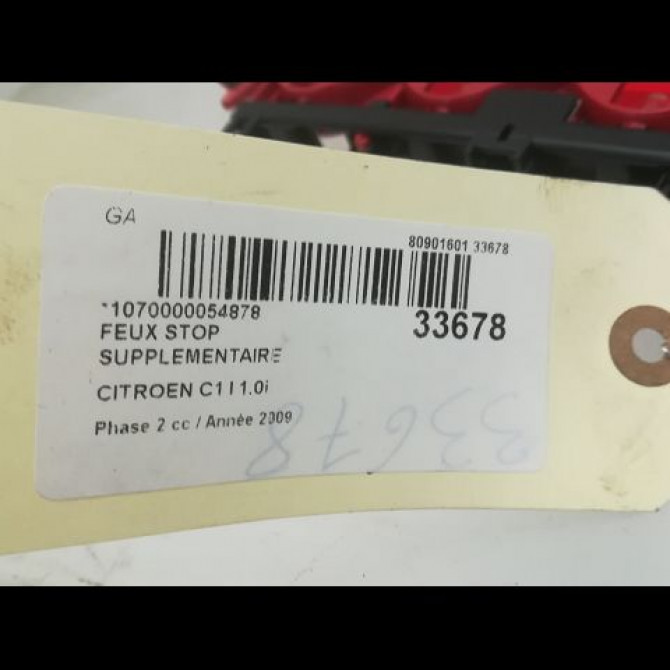 GA
80901601 33678
*1070000054878
33678
FEUX STOP
SUPPLEMENTAIRE
CITROEN C1 I 1.0i
Phase 2 cc / Année 2009
33678